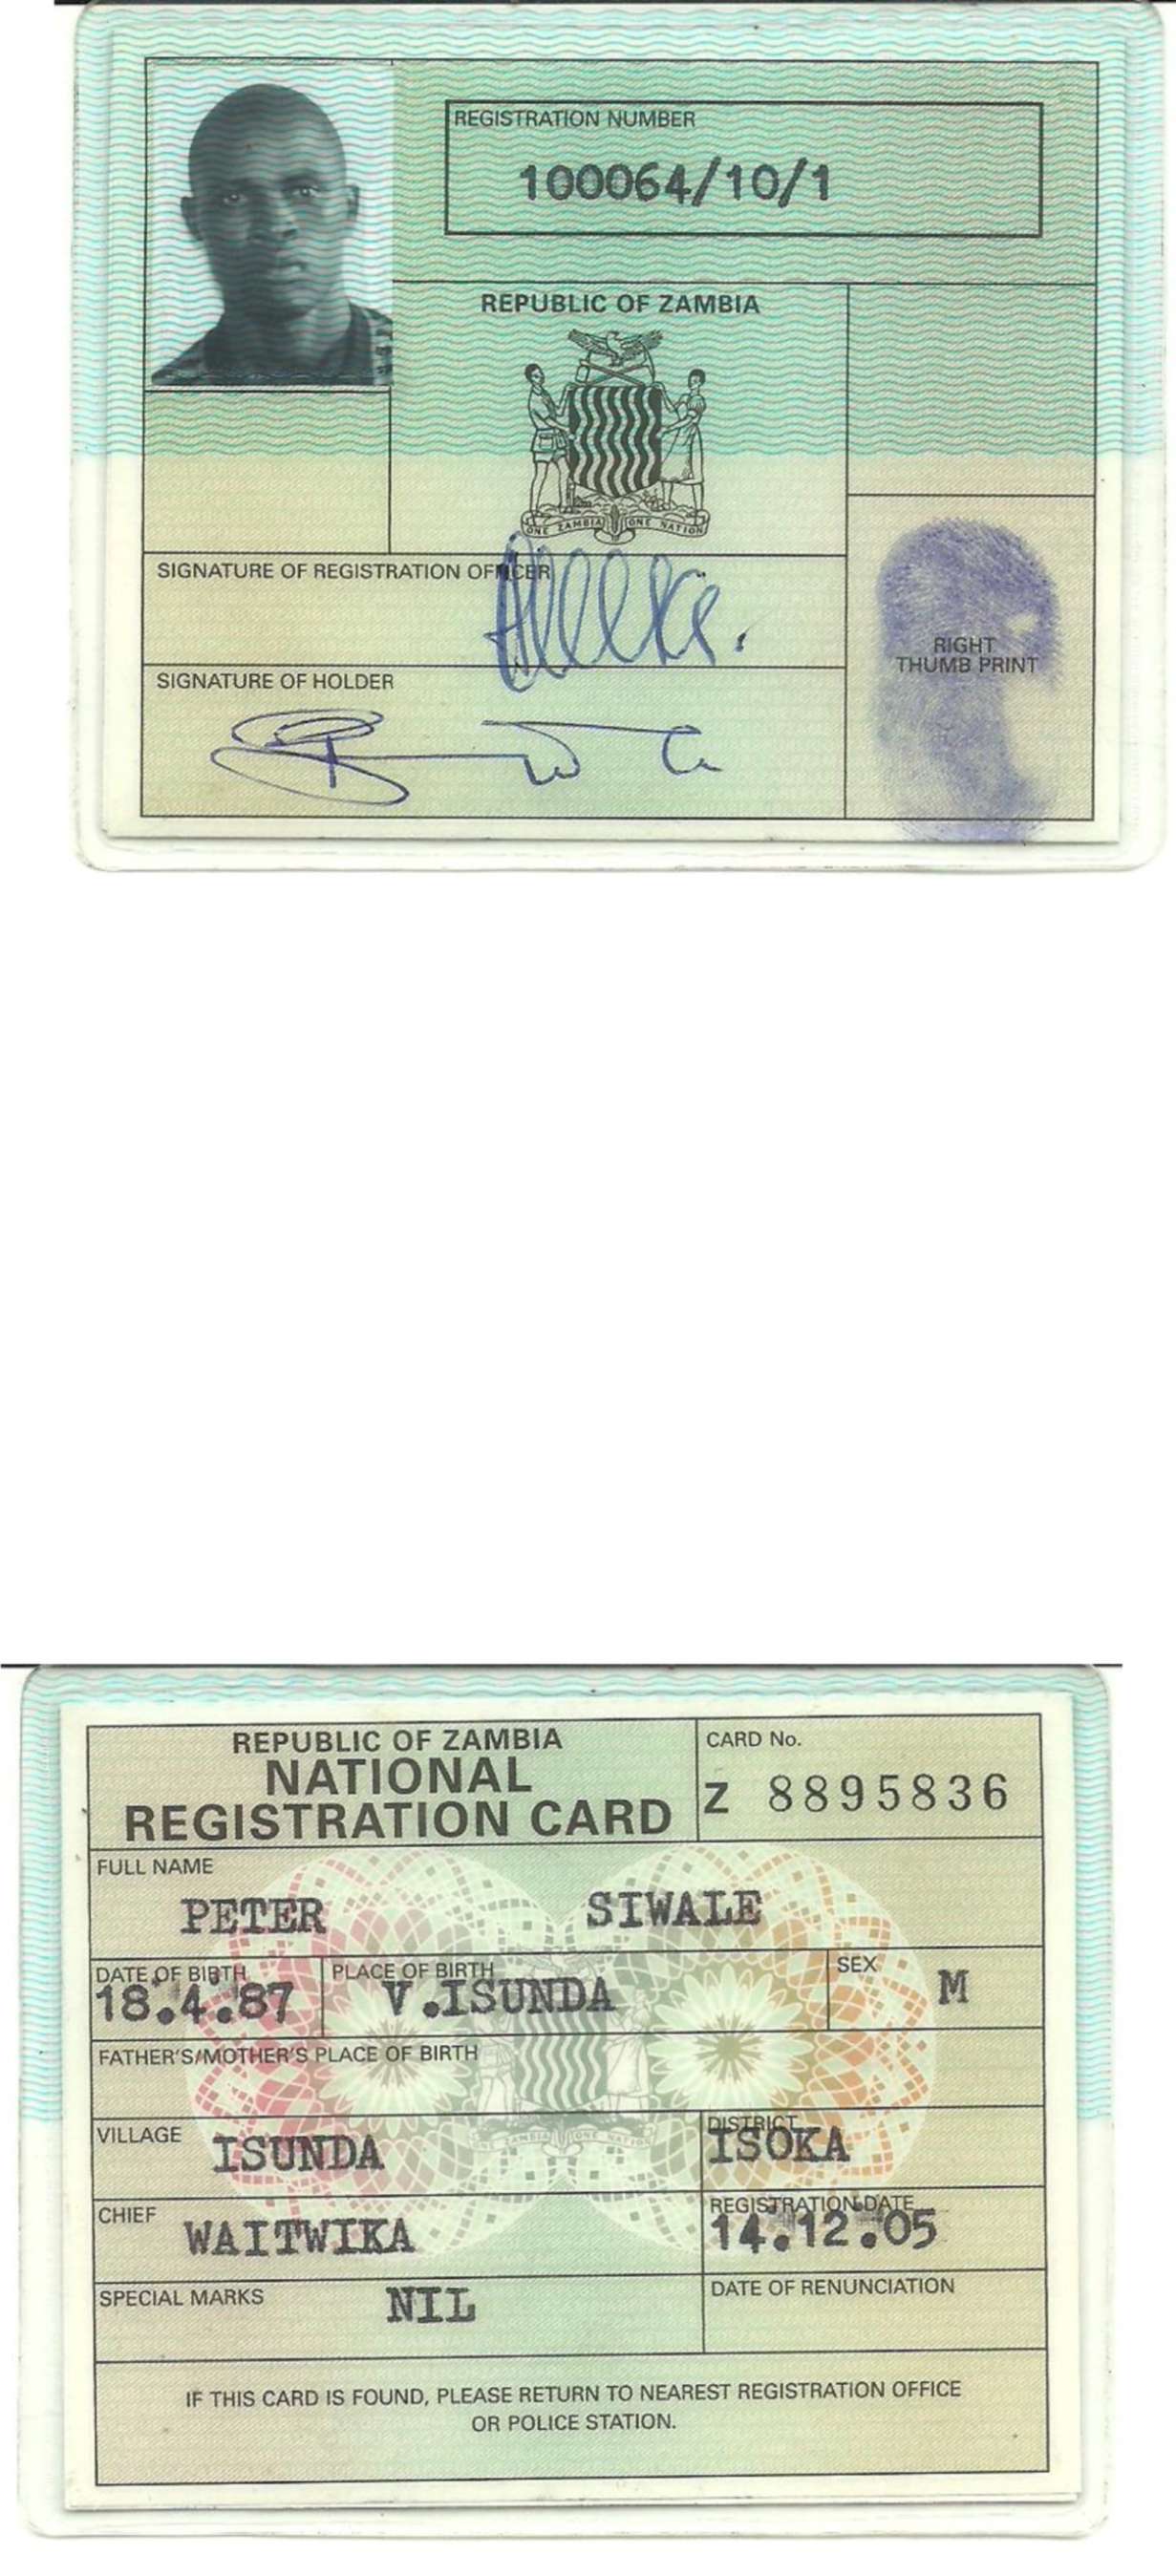 REGISTRATION NUMBER
100064/10/1
REPUBLIC OF ZAMBIA
ONE ZAMBIA ONE NATION
SIGNATURE OF REGISTRATION OFFICER
RIGHT
THUMB PRINT
SIGNATURE OF HOLDER
REPUBLIC OF ZAMBIA
NATIONAL
REGISTRATION CARD
CARD No.
Z 8895836
FULL NAME
PETER SIWALE
DATE OF BIRTH
18.4.87
PLACE OF BIRTH
V.ISUNDA
SEX
M
FATHER'S/MOTHER'S PLACE OF BIRTH
ONE ZAMBIA ONE NATION
VILLAGE
ISUNDA
DISTRICT
ISOKA
CHIEF
WAITWIKA
REGISTRATION DATE
14.12.05
SPECIAL MARKS
NIL
DATE OF RENUNCIATION
IF THIS CARD IS FOUND, PLEASE RETURN TO NEAREST REGISTRATION OFFICE
OR POLICE STATION.